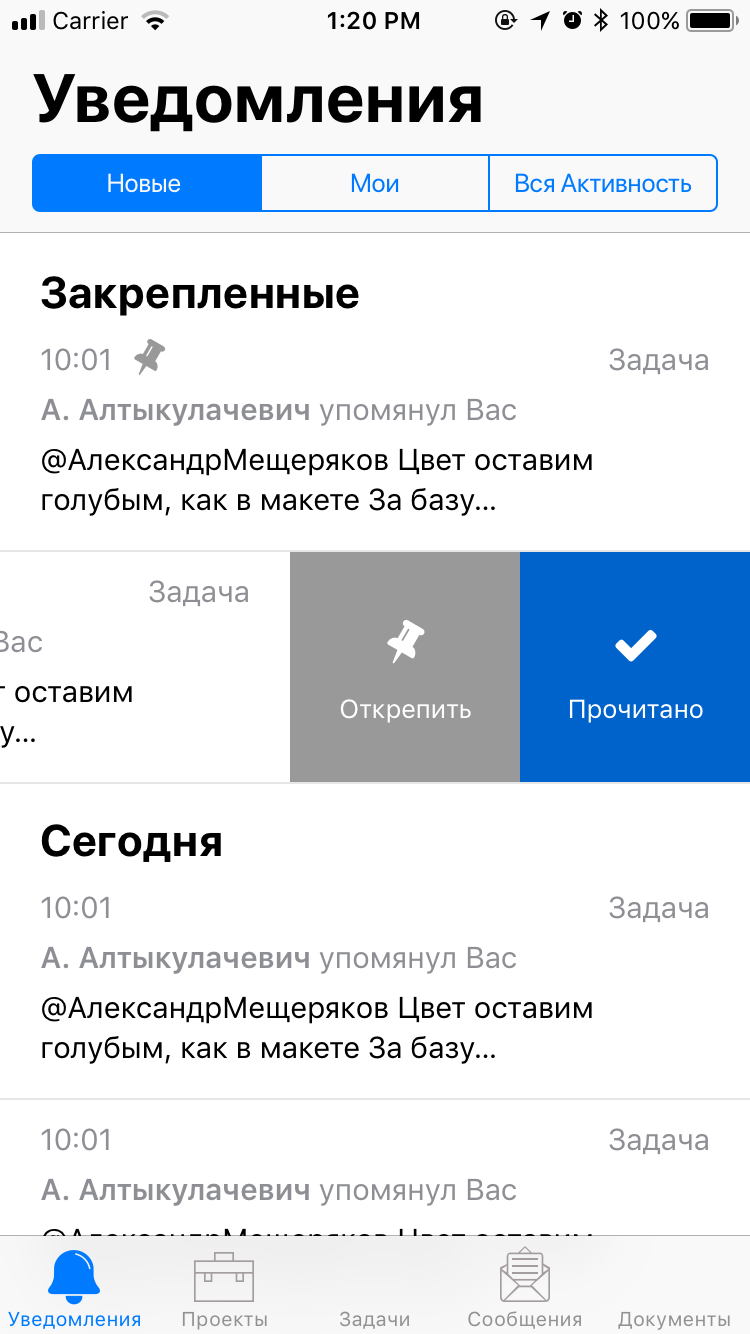 Carrier 1:20 PM 100%
Уведомления
Новые Мои Вся Активность
Закрепленные
10:01 Задача
А. Алтыкулачевич упомянул Вас
@АлександрМещеряков Цвет оставим
голубым, как в макете За базу...
Задача
Вас
оставим
Открепить Прочитано
Сегодня
10:01 Задача
А. Алтыкулачевич упомянул Вас
@АлександрМещеряков Цвет оставим
голубым, как в макете За базу...
10:01 Задача
А. Алтыкулачевич упомянул Вас
Уведомления Проекты Задачи Сообщения Документы